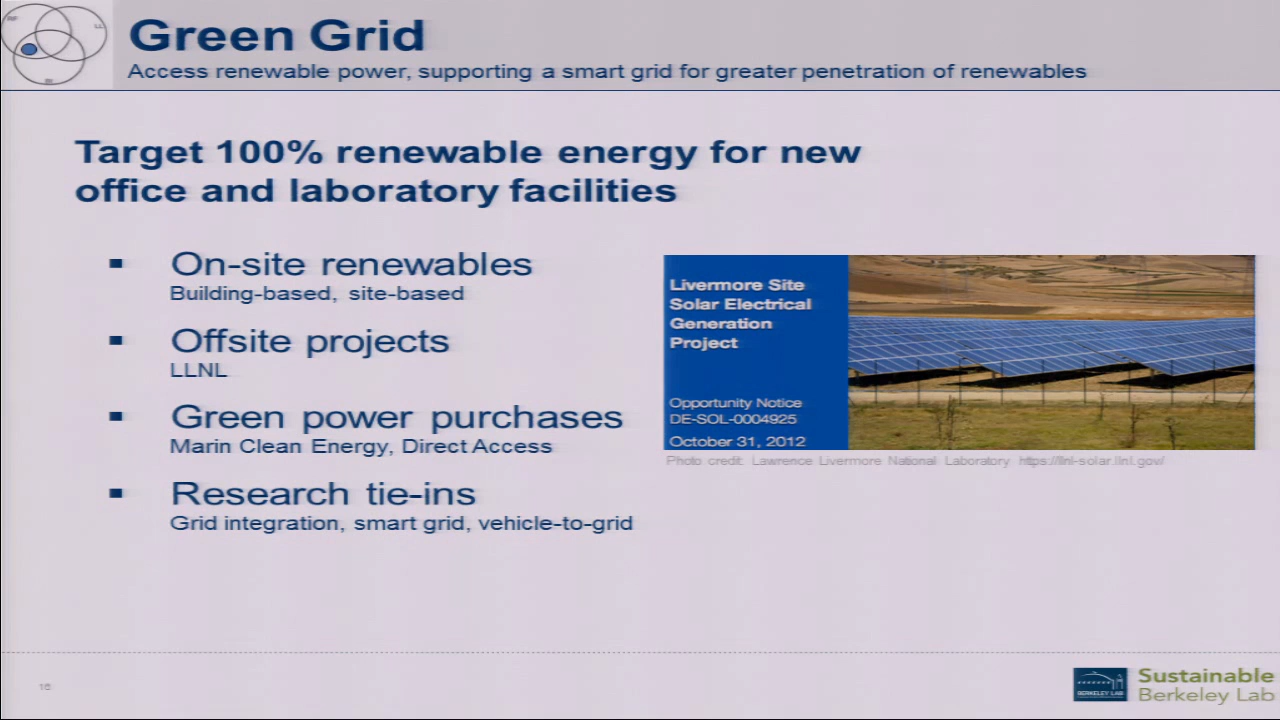 Green Grid
Access renewable power, supporting a smart grid for greater penetration of renewables
Target 100% renewable energy for new
office and laboratory facilities
On-site renewables
Building-based, site-based
Offsite projects
LLNL
Green power purchases
Marin Clean Energy, Direct Access
Research tie-ins
Grid integration, smart grid, vehicle-to-grid
Livermore Site
Solar Electrical
Generation
Project
Opportunity Notice
DE-SOL-0004925
October 31, 2012
Photo credit: Lawrence Livermore National Laboratory https://llnl-solar.llnl.gov/
BERKELEY LAB
Sustainable
Berkeley Lab